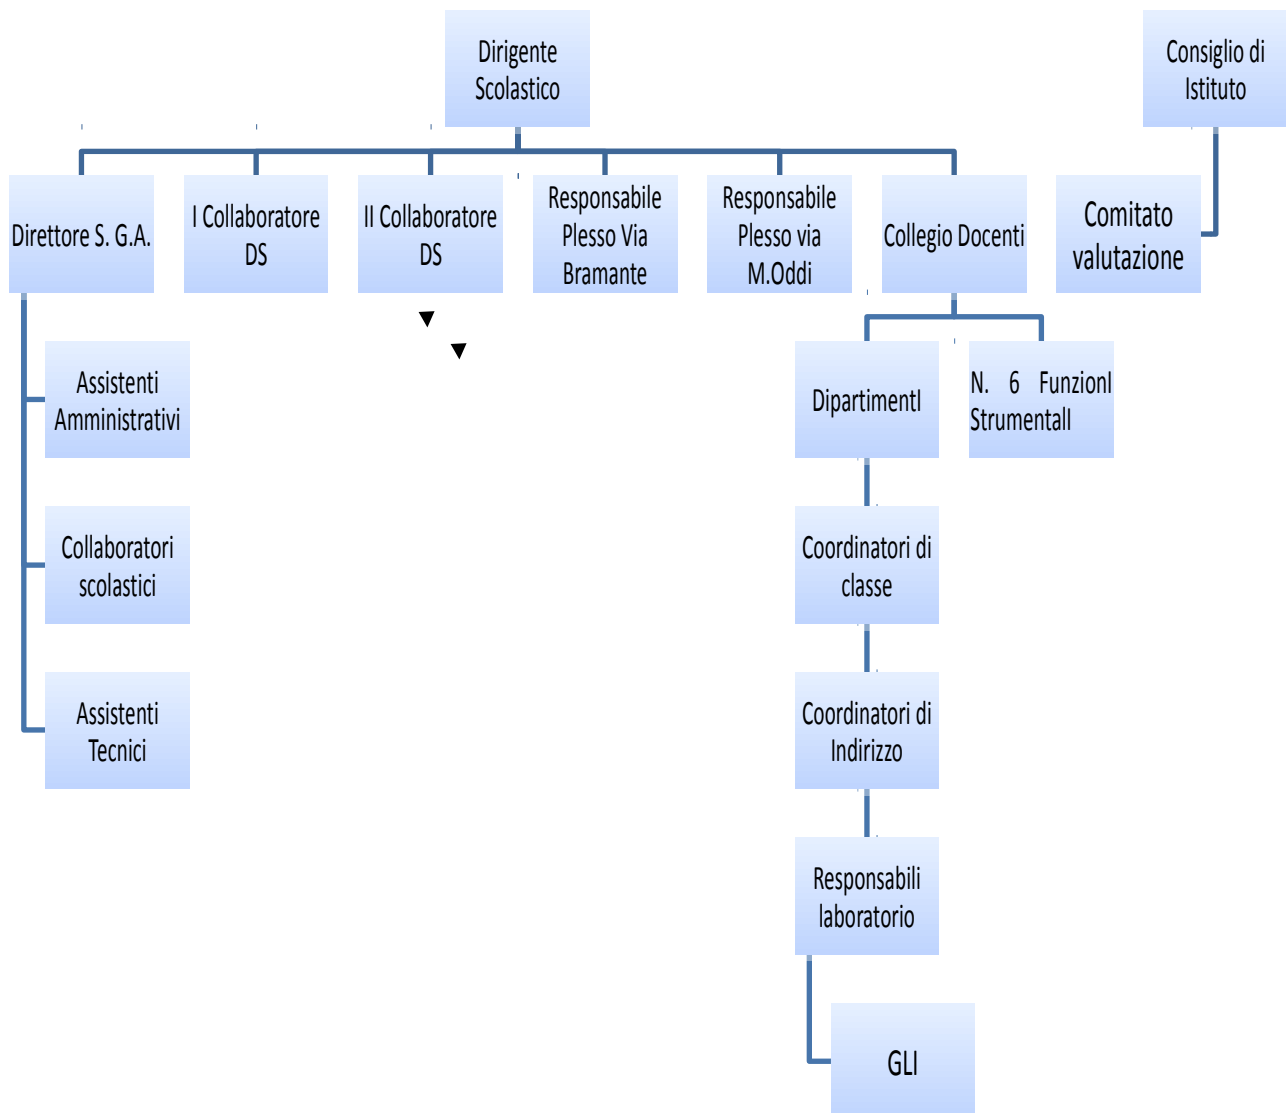 Dirigente
Scolastico
Consiglio di
Istituto
Direttore S. G.A.
I Collaboratore
DS
II Collaboratore
DS
Responsabile
Plesso Via
Bramante
Responsabile
Plesso via
M.Oddi
Collegio Docenti
Comitato
valutazione
Assistenti
Amministrativi
DipartimentI
N. 6 FunzionI
StrumentalI
Collaboratori
scolastici
Coordinatori di
classe
Assistenti
Tecnici
Coordinatori di
Indirizzo
Responsabili
laboratorio
GLI